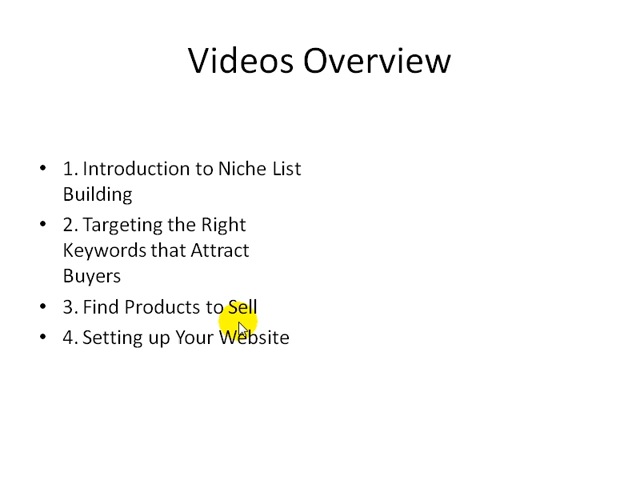 Videos Overview
• 1. Introduction to Niche List
Building
• 2. Targeting the Right
Keywords that Attract
Buyers
• 3. Find Products to Sell
• 4. Setting up Your Website